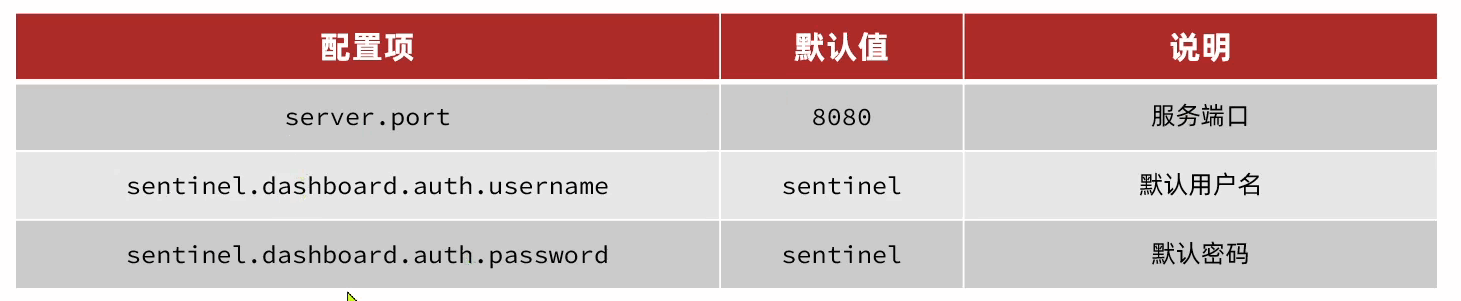 配置项 默认值 说明
server.port 8080 服务端口
sentinel.dashboard.auth.username sentinel 默认用户名
sentinel.dashboard.auth.password sentinel 默认密码